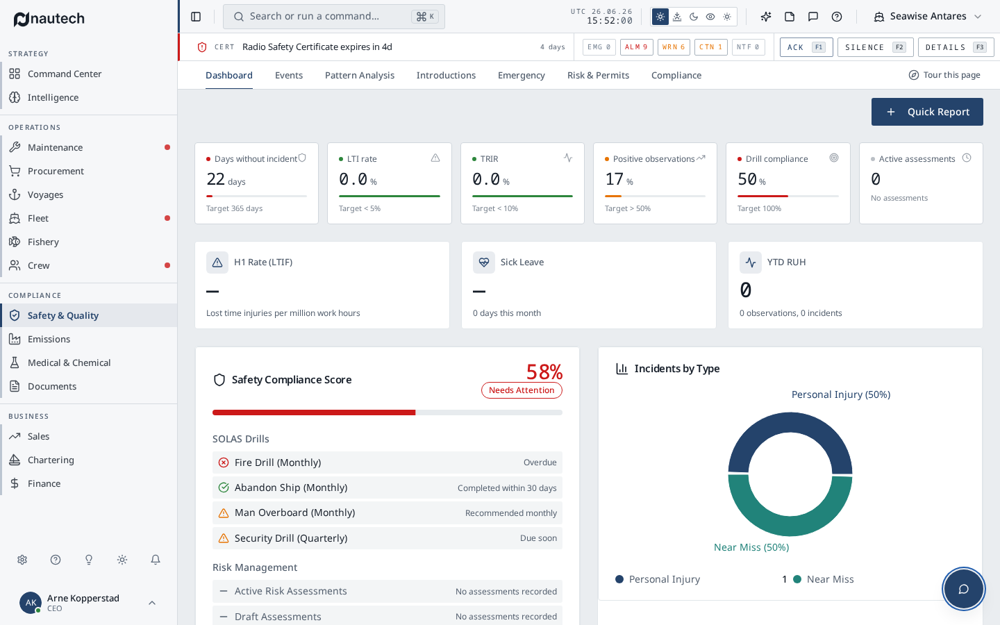 nautech
STRATEGY
Command Center
Intelligence
OPERATIONS
Maintenance
Procurement
Voyages
Fleet
Fishery
Crew
COMPLIANCE
Safety & Quality
Emissions
Medical & Chemical
Documents
BUSINESS
Sales
Chartering
Finance
AK
Arne Kopperstad
CEO
Search or run a command...
⌘ K
UTC 26.06.26
15:52:00
Seawise Antares
CERT Radio Safety Certificate expires in 4d
4 days
EMG 0
ALM 9
WRN 6
CTN 1
NTF 0
ACK F1
SILENCE F2
DETAILS F3
Dashboard
Events
Pattern Analysis
Introductions
Emergency
Risk & Permits
Compliance
Tour this page
+ Quick Report
Days without incident
22 days
Target 365 days
LTI rate
0.0 %
Target < 5%
TRIR
0.0 %
Target < 10%
Positive observations
17 %
Target > 50%
Drill compliance
50 %
Target 100%
Active assessments
0
No assessments
H1 Rate (LTIF)
—
Lost time injuries per million work hours
Sick Leave
—
0 days this month
YTD RUH
0
0 observations, 0 incidents
Safety Compliance Score
58%
Needs Attention
SOLAS Drills
Fire Drill (Monthly) Overdue
Abandon Ship (Monthly) Completed within 30 days
Man Overboard (Monthly) Recommended monthly
Security Drill (Quarterly) Due soon
Risk Management
Active Risk Assessments No assessments recorded
Draft Assessments No assessments recorded
Incidents by Type
Personal Injury (50%)
Near Miss (50%)
Personal Injury 1
Near Miss